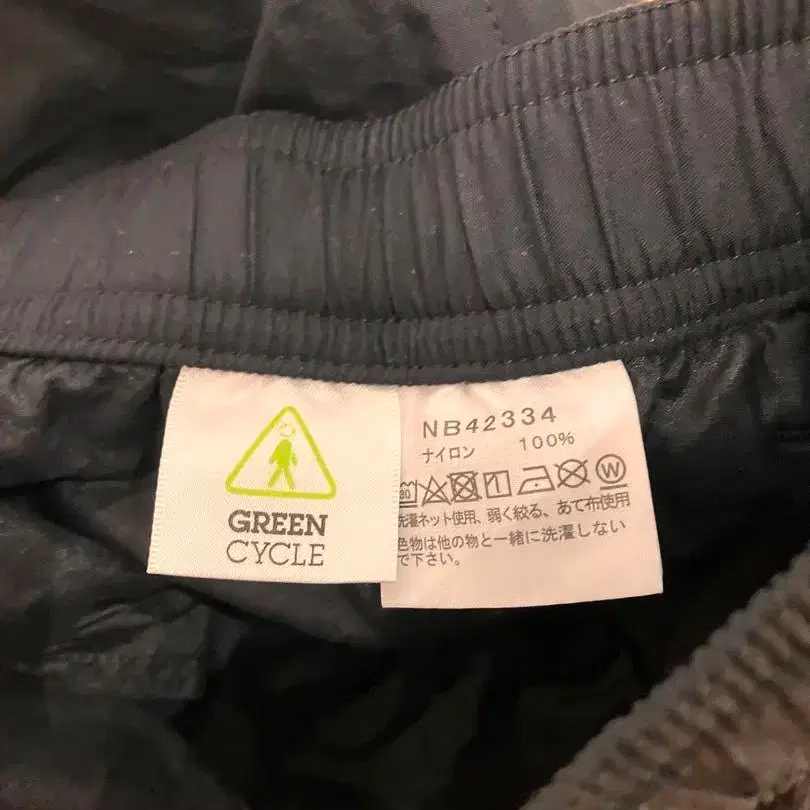 GREEN
CYCLE
NB42334
ナイロン 100%
W
洗濯ネット使用、弱く絞る、あて布使用
色物は他の物と一緒に洗濯しない
で下さい。